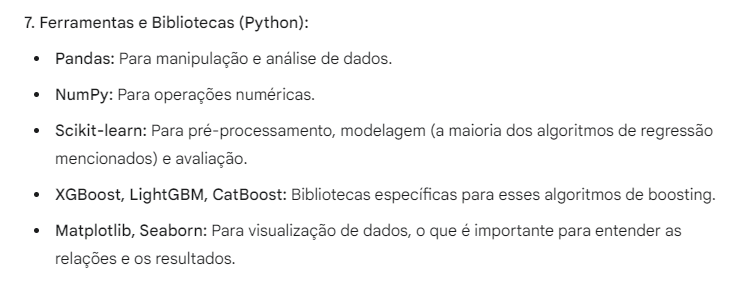 7. Ferramentas e Bibliotecas (Python):
• Pandas: Para manipulação e análise de dados.
• NumPy: Para operações numéricas.
• Scikit-learn: Para pré-processamento, modelagem (a maioria dos algoritmos de regressão
mencionados) e avaliação.
• XGBoost, LightGBM, CatBoost: Bibliotecas específicas para esses algoritmos de boosting.
• Matplotlib, Seaborn: Para visualização de dados, o que é importante para entender as
relações e os resultados.